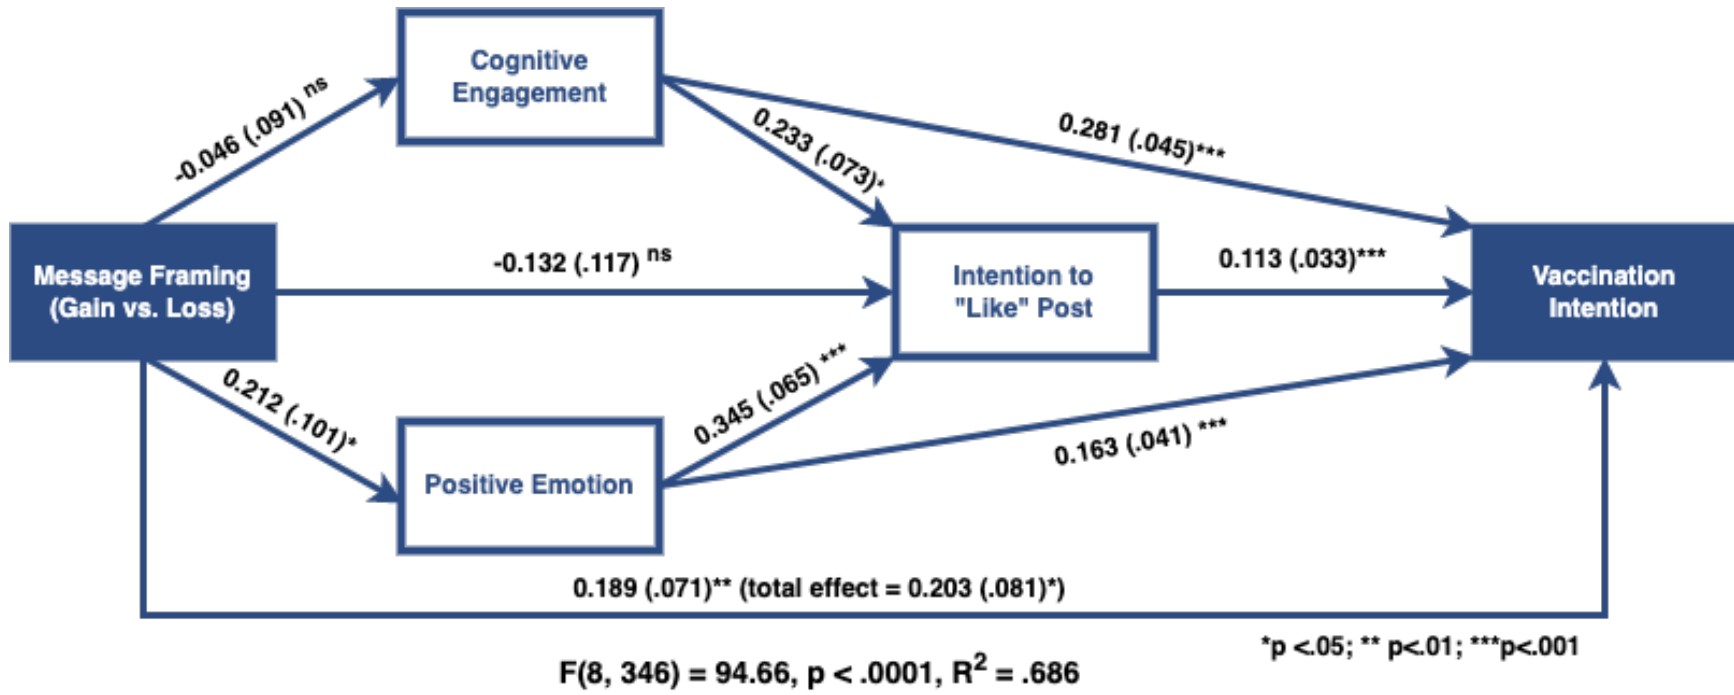 Cognitive
Engagement
-0.046 (.091) ns
0.233 (.073)*
0.281 (.045)***
Message Framing
(Gain vs. Loss)
-0.132 (.117) ns
Intention to
"Like" Post
0.113 (.033)***
Vaccination
Intention
0.212 (.101)*
0.345 (.065) ***
0.163 (.041) ***
Positive Emotion
0.189 (.071)** (total effect = 0.203 (.081)*)
*p <.05; ** p<.01; ***p<.001
F(8, 346) = 94.66, p < .0001, R² = .686